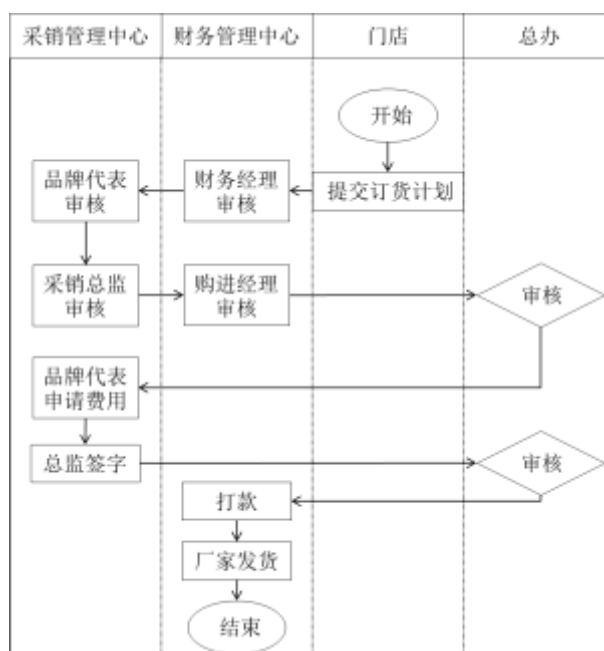 采销管理中心
财务管理中心
门店
总办
开始
提交订货计划
财务经理
审核
品牌代表
审核
采销总监
审核
购进经理
审核
审核
品牌代表
申请费用
总监签字
审核
打款
厂家发货
结束